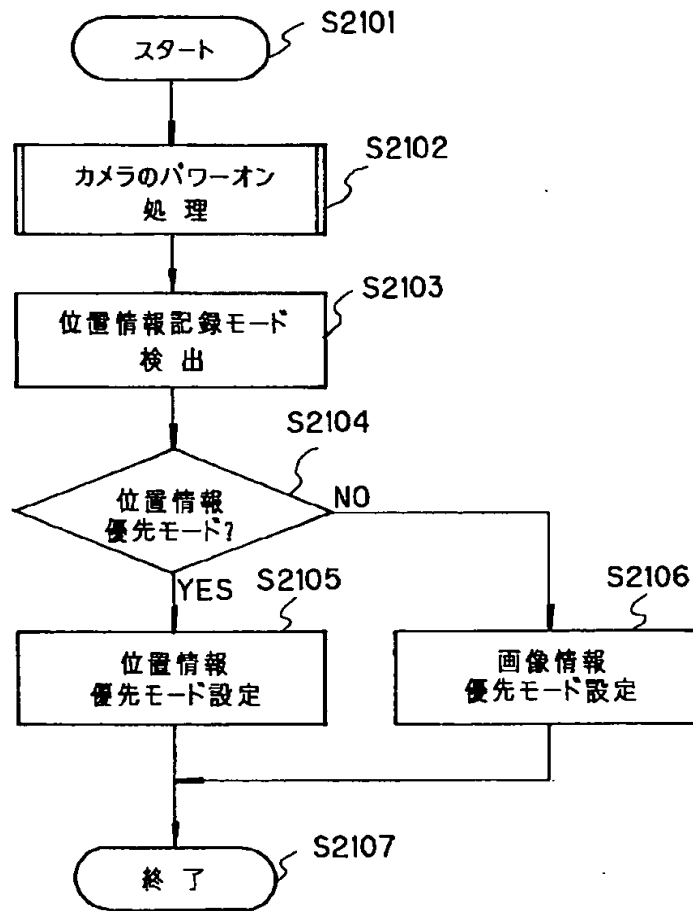 S2101
スタート
S2102
カメラのパワーオン
処理
S2103
位置情報記録モード
検出
S2104
位置情報
優先モード?
NO
YES
S2105
位置情報
優先モード設定
S2106
画像情報
優先モード設定
S2107
終了